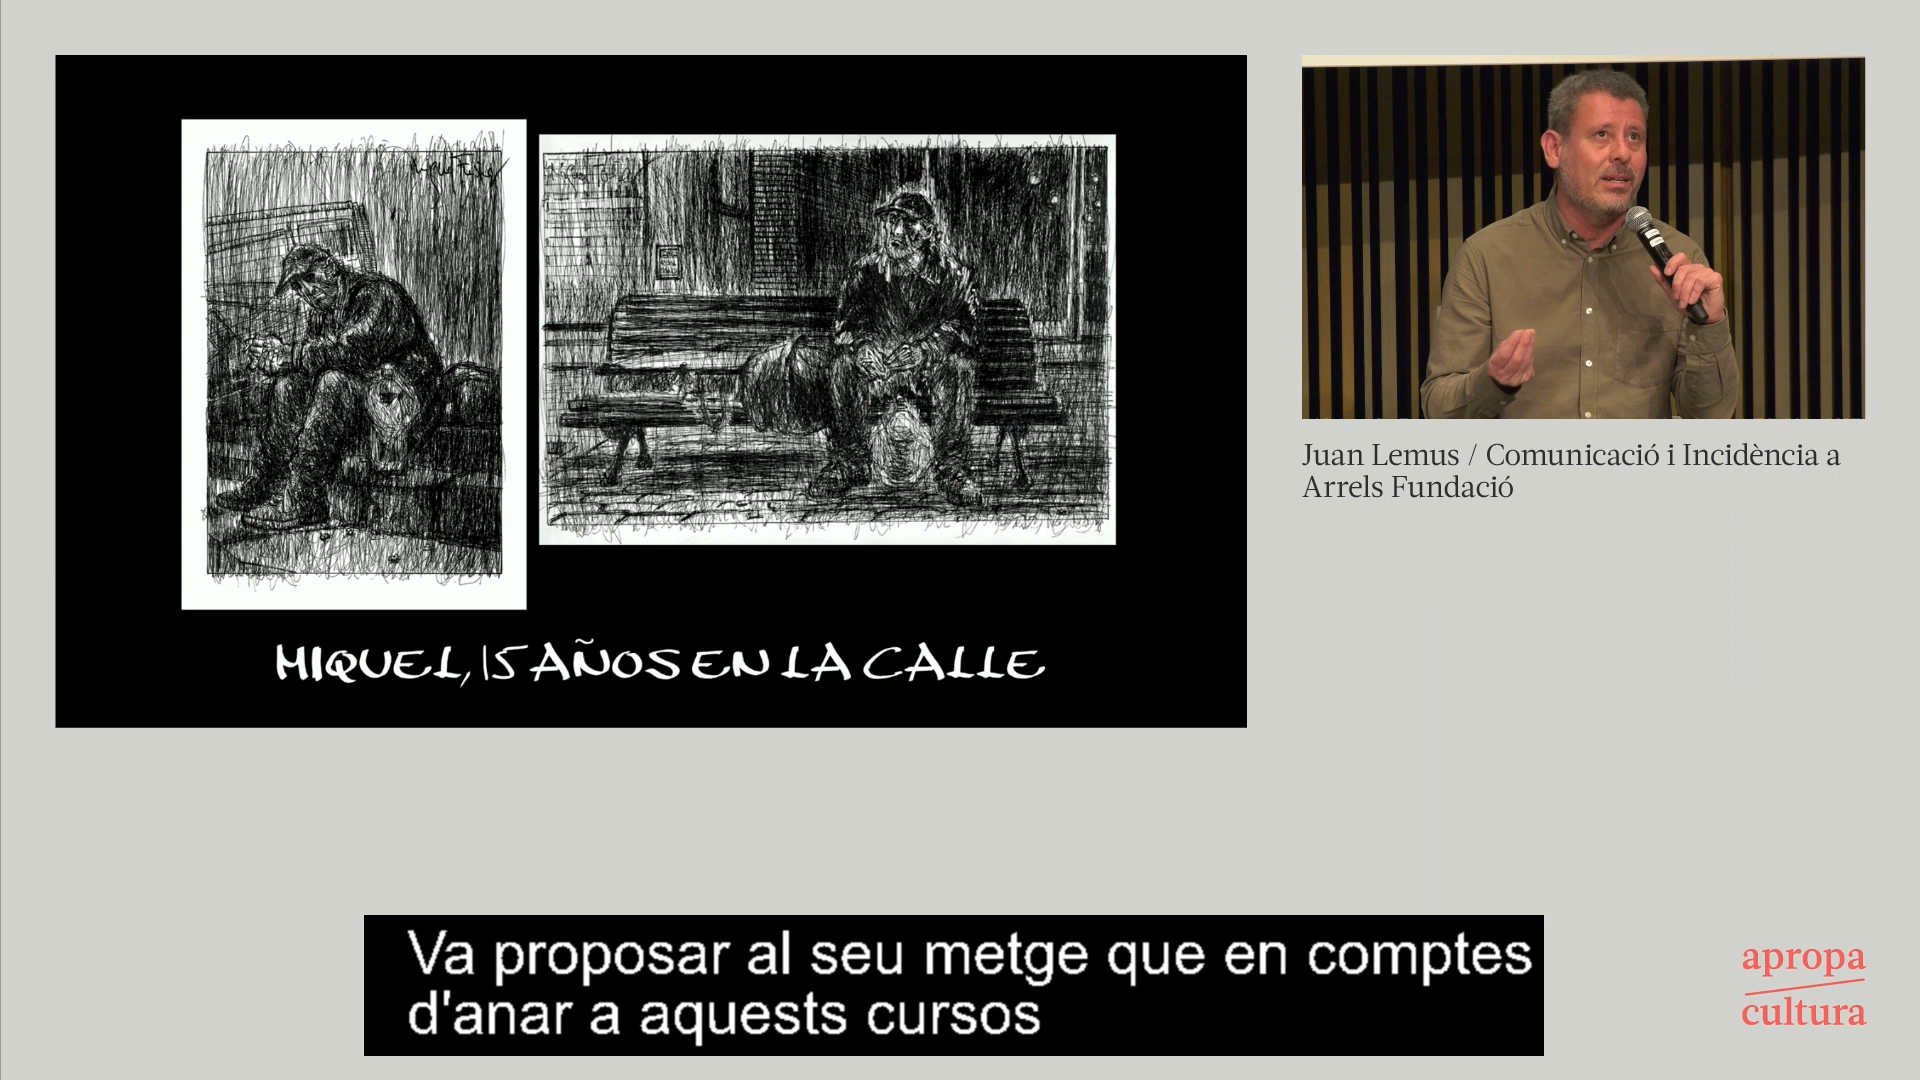 MIQUEL, 15 AÑOS EN LA CALLE
Juan Lemus / Comunicació i Incidència a
Arrels Fundació
Va proposar al seu metge que en comptes
d'anar a aquests cursos
apropa
cultura